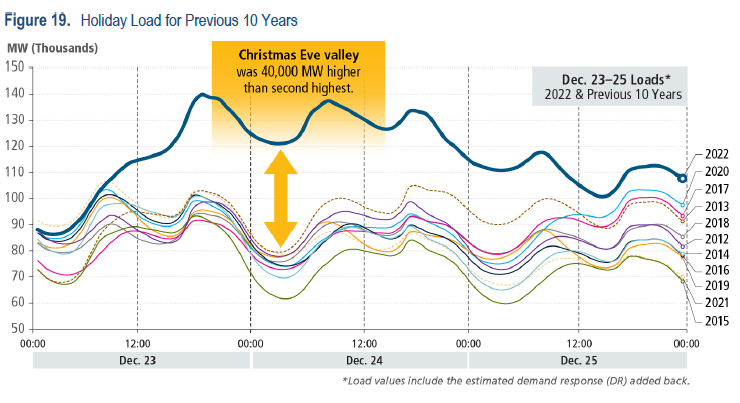 Figure 19. Holiday Load for Previous 10 Years
MW (Thousands)
150
140
130
120
110
100
90
80
70
60
50
Christmas Eve valley
was 40,000 MW higher
than second highest.
Dec. 23–25 Loads*
2022 & Previous 10 Years
2022
2020
2017
2013
2018
2012
2014
2016
2019
2021
2015
00:00 12:00 00:00 12:00 00:00 12:00 00:00
Dec. 23 Dec. 24 Dec. 25
*Load values include the estimated demand response (DR) added back.